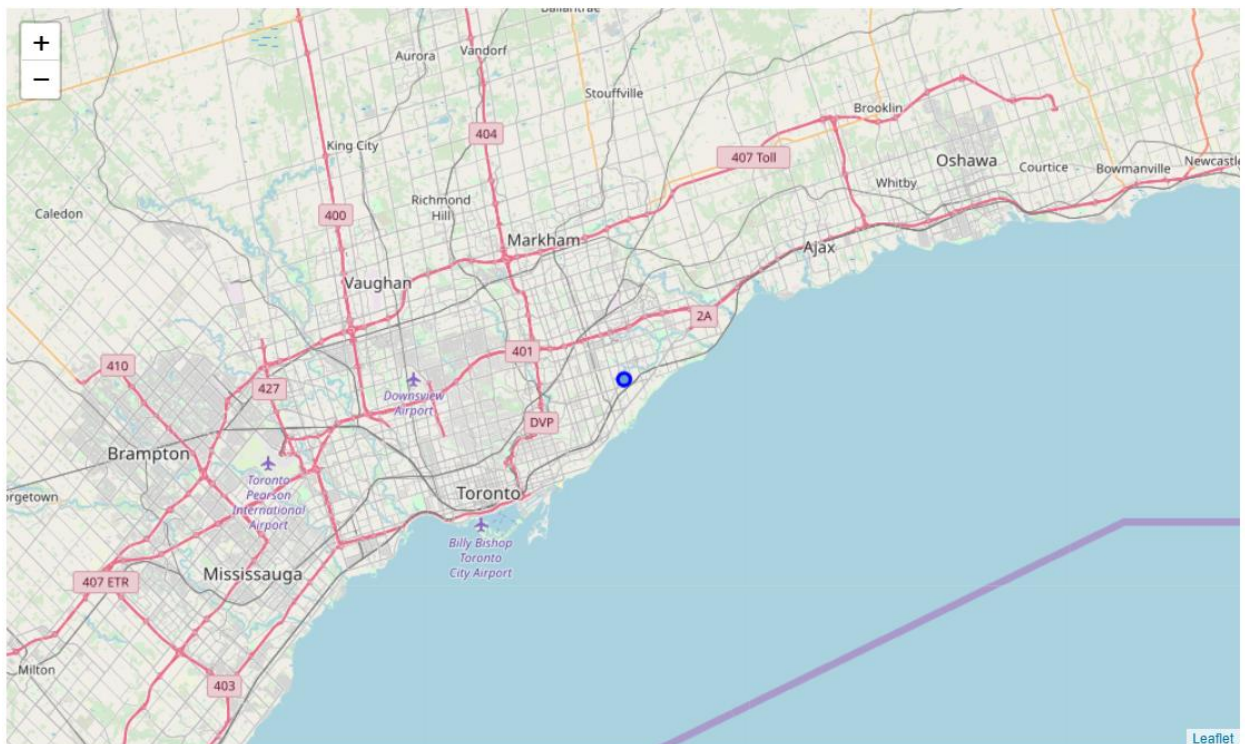 Ballantrae
+
−
Aurora
Vandorf
Stouffville
Brooklin
404
King City
407 Toll
Oshawa
Courtice
Bowmanville
Newcastle
Whitby
Richmond
Hill
Caledon
400
Markham
Ajax
Vaughan
2A
401
410
427
Downsview
Airport
DVP
Brampton
Toronto
Pearson
International
Airport
orgetown
Toronto
Billy Bishop
Toronto
City Airport
Mississauga
407 ETR
Milton
403
Leaflet